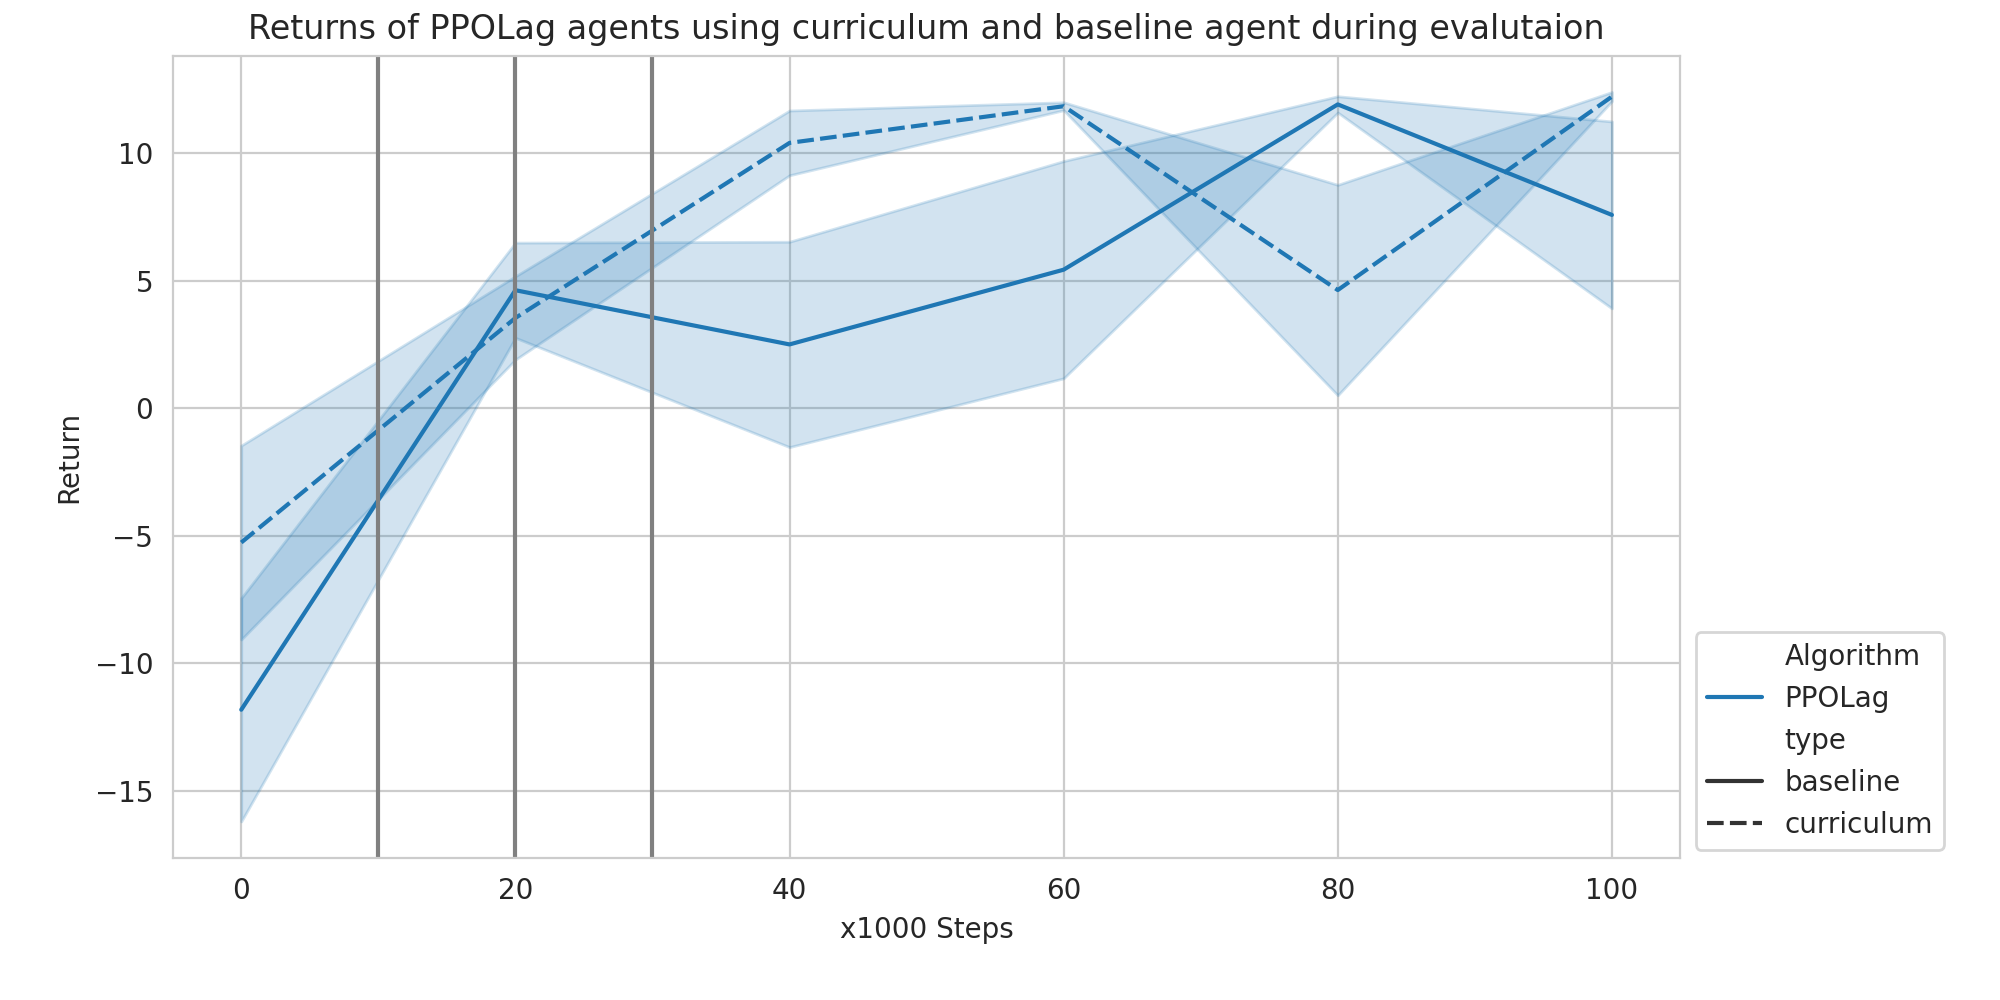 Returns of PPOLag agents using curriculum and baseline agent during evalutaion
10
5
0
−5
−10
−15
Return
0 20 40 60 80 100
x1000 Steps
Algorithm
PPOLag
type
baseline
curriculum